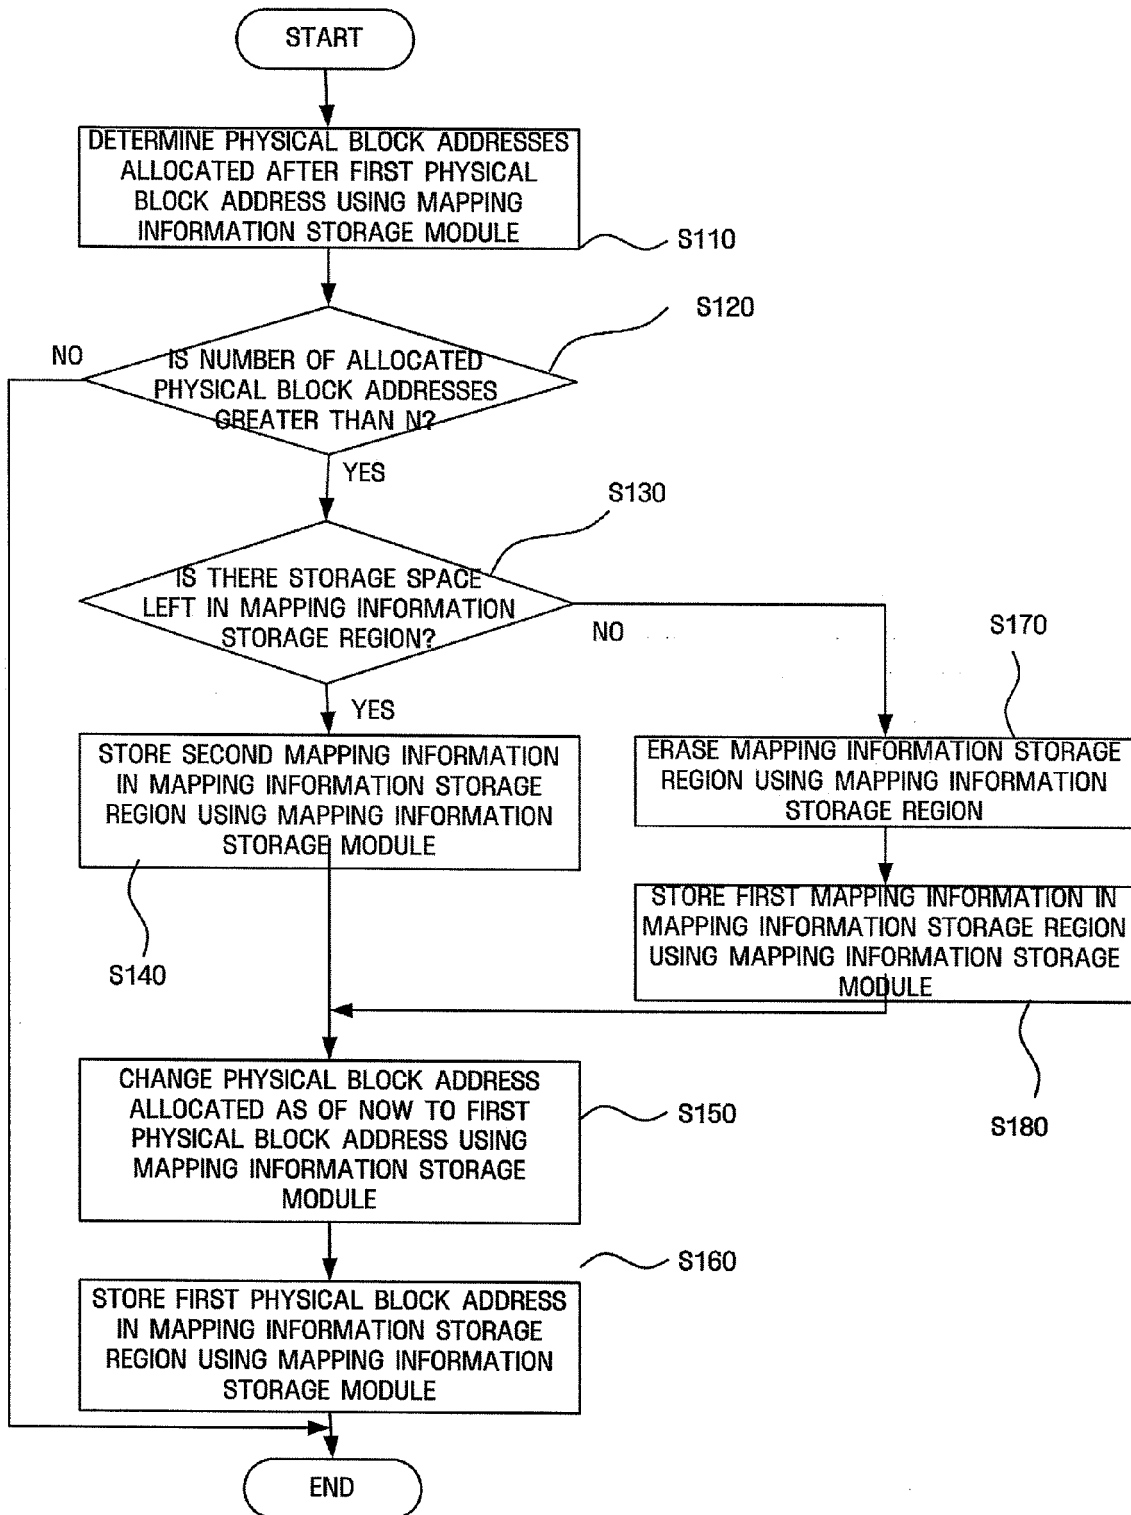 START
DETERMINE PHYSICAL BLOCK ADDRESSES
ALLOCATED AFTER FIRST PHYSICAL
BLOCK ADDRESS USING MAPPING
INFORMATION STORAGE MODULE
S110
S120
NO
IS NUMBER OF ALLOCATED
PHYSICAL BLOCK ADDRESSES
GREATER THAN N?
YES
S130
IS THERE STORAGE SPACE
LEFT IN MAPPING INFORMATION
STORAGE REGION?
NO
S170
YES
STORE SECOND MAPPING INFORMATION
IN MAPPING INFORMATION STORAGE
REGION USING MAPPING INFORMATION
STORAGE MODULE
S140
ERASE MAPPING INFORMATION STORAGE
REGION USING MAPPING INFORMATION
STORAGE REGION
STORE FIRST MAPPING INFORMATION IN
MAPPING INFORMATION STORAGE REGION
USING MAPPING INFORMATION STORAGE
MODULE
S180
CHANGE PHYSICAL BLOCK ADDRESS
ALLOCATED AS OF NOW TO FIRST
PHYSICAL BLOCK ADDRESS USING
MAPPING INFORMATION STORAGE
MODULE
S150
S160
STORE FIRST PHYSICAL BLOCK ADDRESS
IN MAPPING INFORMATION STORAGE
REGION USING MAPPING INFORMATION
STORAGE MODULE
END